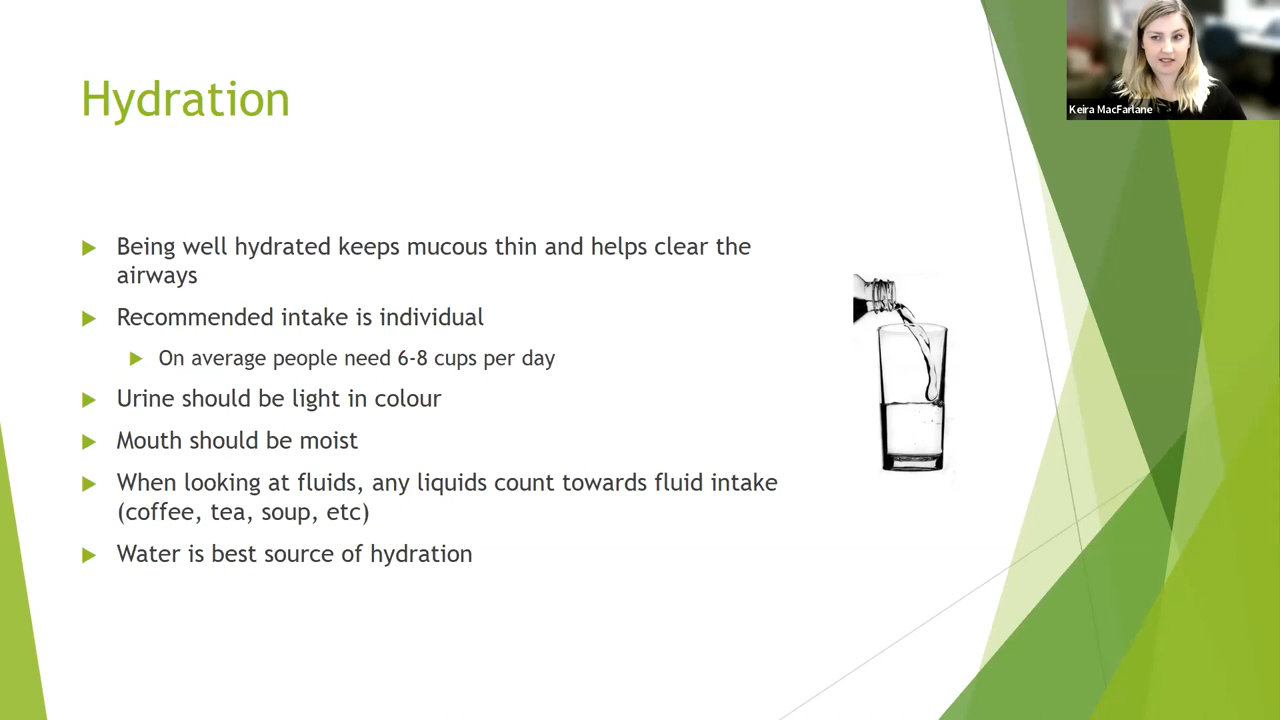 Hydration
Keira MacFarlane
Being well hydrated keeps mucous thin and helps clear the
airways
Recommended intake is individual
On average people need 6-8 cups per day
Urine should be light in colour
Mouth should be moist
When looking at fluids, any liquids count towards fluid intake
(coffee, tea, soup, etc)
Water is best source of hydration